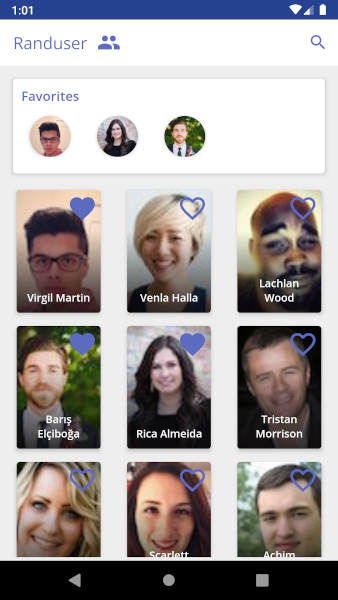 1:01
Randuser
Favorites
Virgil Martin
Venla Halla
Lachlan
Wood
Barış
Elçiboğa
Rica Almeida
Tristan
Morrison
Scarlett
Achim